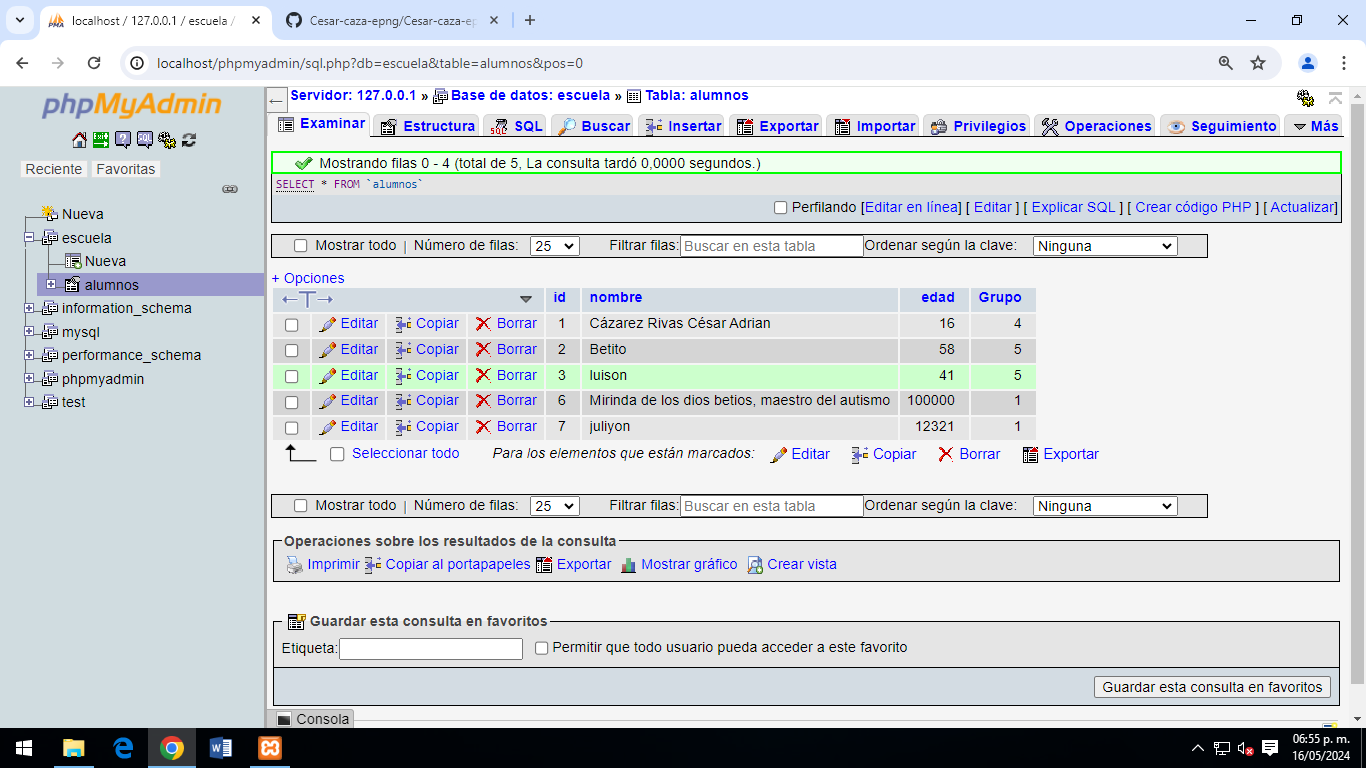 localhost / 127.0.0.1 / escuela /
Cesar-caza-epng/Cesar-caza-ep
localhost/phpmyadmin/sql.php?db=escuela&table=alumnos&pos=0
phpMyAdmin
Reciente Favoritas
Nueva
escuela
Nueva
alumnos
information_schema
mysql
performance_schema
phpmyadmin
test
Servidor: 127.0.0.1 » Base de datos: escuela » Tabla: alumnos
Examinar Estructura SQL Buscar Insertar Exportar Importar Privilegios Operaciones Seguimiento Más
Mostrando filas 0 - 4 (total de 5, La consulta tardó 0,0000 segundos.)
SELECT * FROM `alumnos`
Perfilando [Editar en línea] [ Editar ] [ Explicar SQL ] [ Crear código PHP ] [ Actualizar]
Mostrar todo | Número de filas: 25 Filtrar filas: Buscar en esta tabla Ordenar según la clave: Ninguna
+ Opciones
←T→ id nombre edad Grupo
Editar Copiar Borrar 1 Cázarez Rivas César Adrian 16 4
Editar Copiar Borrar 2 Betito 58 5
Editar Copiar Borrar 3 luison 41 5
Editar Copiar Borrar 6 Mirinda de los dios betios, maestro del autismo 100000 1
Editar Copiar Borrar 7 juliyon 12321 1
Seleccionar todo Para los elementos que están marcados: Editar Copiar Borrar Exportar
Mostrar todo | Número de filas: 25 Filtrar filas: Buscar en esta tabla Ordenar según la clave: Ninguna
Operaciones sobre los resultados de la consulta
Imprimir Copiar al portapapeles Exportar Mostrar gráfico Crear vista
Guardar esta consulta en favoritos
Etiqueta: Permitir que todo usuario pueda acceder a este favorito
Guardar esta consulta en favoritos
Consola
06:55 p. m.
16/05/2024